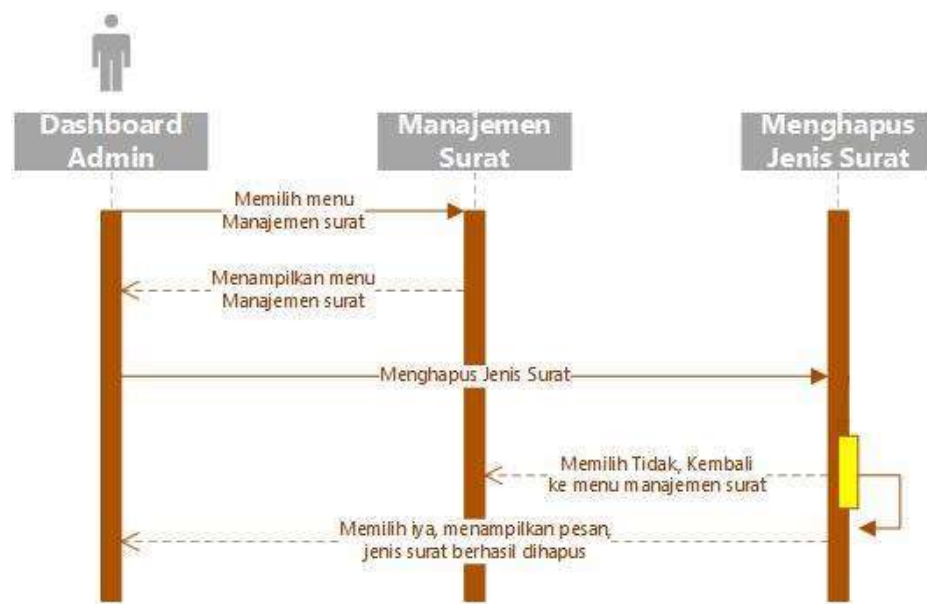 Dashboard
Admin
Manajemen
Surat
Menghapus
Jenis Surat
Memilih menu
Manajemen surat
Menampilkan menu
Manajemen surat
Menghapus Jenis Surat
Memilih Tidak, Kembali
ke menu manajemen surat
Memilih iya, menampilkan pesan,
jenis surat berhasil dihapus